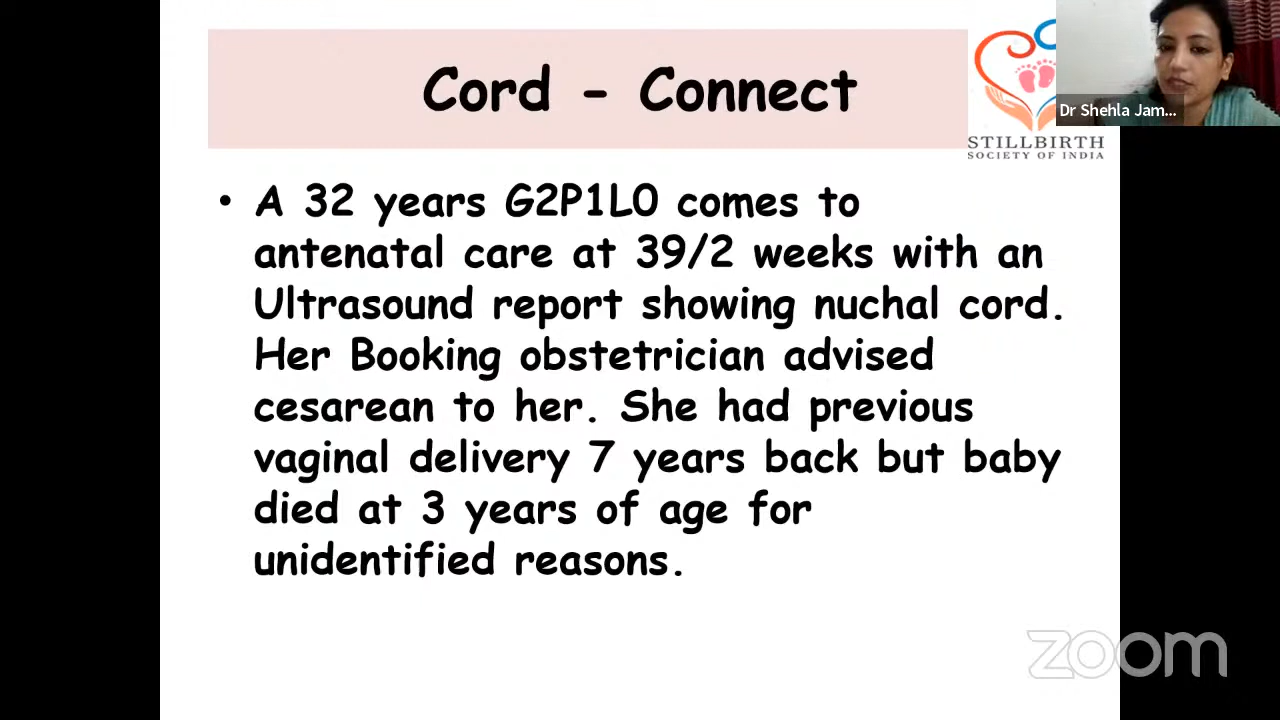 Cord - Connect
Dr Shehla Jam...
STILLBIRTH
SOCIETY OF INDIA
• A 32 years G2P1L0 comes to
antenatal care at 39/2 weeks with an
Ultrasound report showing nuchal cord.
Her Booking obstetrician advised
cesarean to her. She had previous
vaginal delivery 7 years back but baby
died at 3 years of age for
unidentified reasons.
zoom